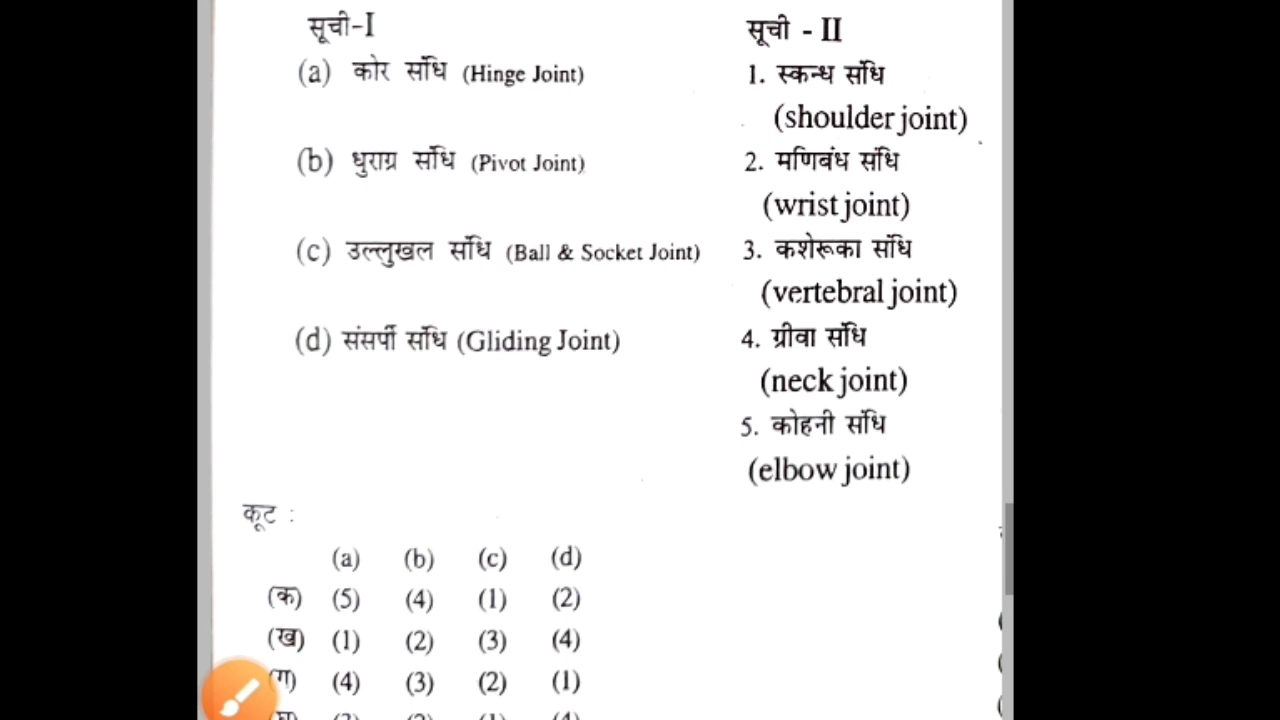 सूची-I सूची - II
(a) कोर संधि (Hinge Joint) 1. स्कन्ध संधि
(shoulder joint)
(b) धुराग्र संधि (Pivot Joint) 2. मणिबंध संधि
(wrist joint)
(c) उल्लुखल संधि (Ball & Socket Joint) 3. कशेरूका संधि
(vertebral joint)
(d) संसर्पी संधि (Gliding Joint) 4. ग्रीवा संधि
(neck joint)
5. कोहनी संधि
(elbow joint)
कूट :
(a) (b) (c) (d)
(क) (5) (4) (1) (2)
(ख) (1) (2) (3) (4)
(ग) (4) (3) (2) (1)